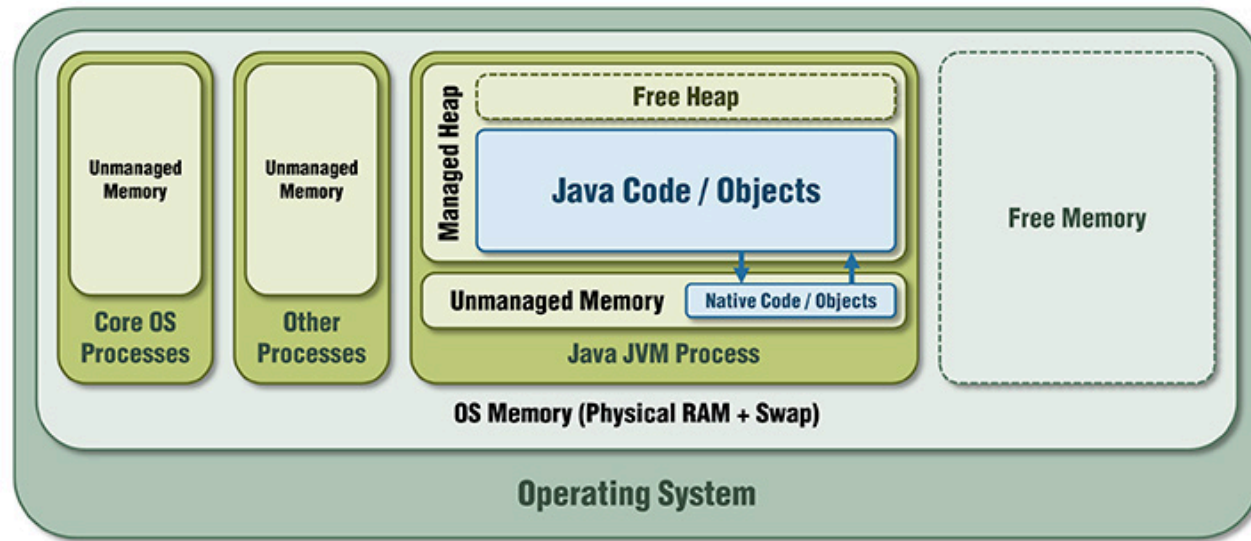 Unmanaged
Memory
Core OS
Processes
Unmanaged
Memory
Other
Processes
Managed Heap
Free Heap
Java Code / Objects
Unmanaged Memory
Native Code / Objects
Java JVM Process
Free Memory
OS Memory (Physical RAM + Swap)
Operating System